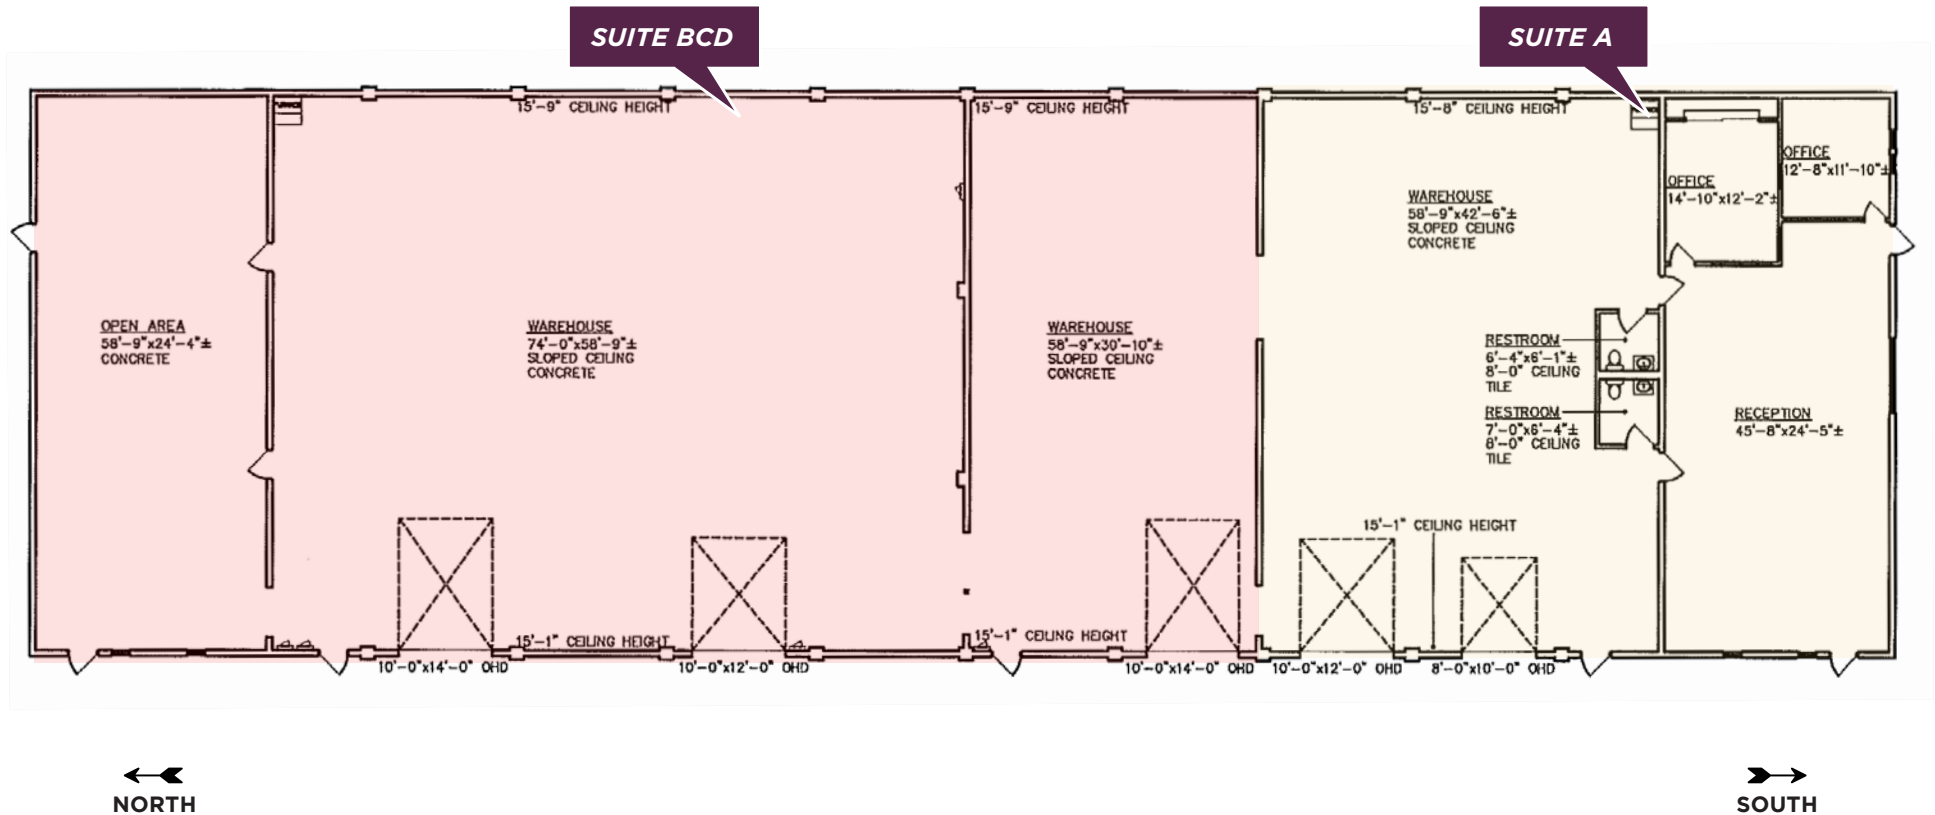 SUITE BCD
SUITE A
15'-9" CEILING HEIGHT
15'-9" CEILING HEIGHT
15'-8" CEILING HEIGHT
OFFICE
12'-8"x11'-10"±
OFFICE
14'-10"x12'-2"±
WAREHOUSE
58'-9"x42'-6"±
SLOPED CEILING
CONCRETE
OPEN AREA
58'-9"x24'-4"±
CONCRETE
WAREHOUSE
74'-0"x58'-9"±
SLOPED CEILING
CONCRETE
WAREHOUSE
58'-9"x30'-10"±
SLOPED CEILING
CONCRETE
RESTROOM
6'-4"x6'-1"±
8'-0" CEILING
TILE
RESTROOM
7'-0"x6'-4"±
8'-0" CEILING
TILE
RECEPTION
45'-8"x24'-5"±
15'-1" CEILING HEIGHT
15'-1" CEILING HEIGHT
15'-1" CEILING HEIGHT
10'-0"x14'-0" OHD
10'-0"x12'-0" OHD
10'-0"x14'-0" OHD
10'-0"x12'-0" OHD
8'-0"x10'-0" OHD
NORTH
SOUTH